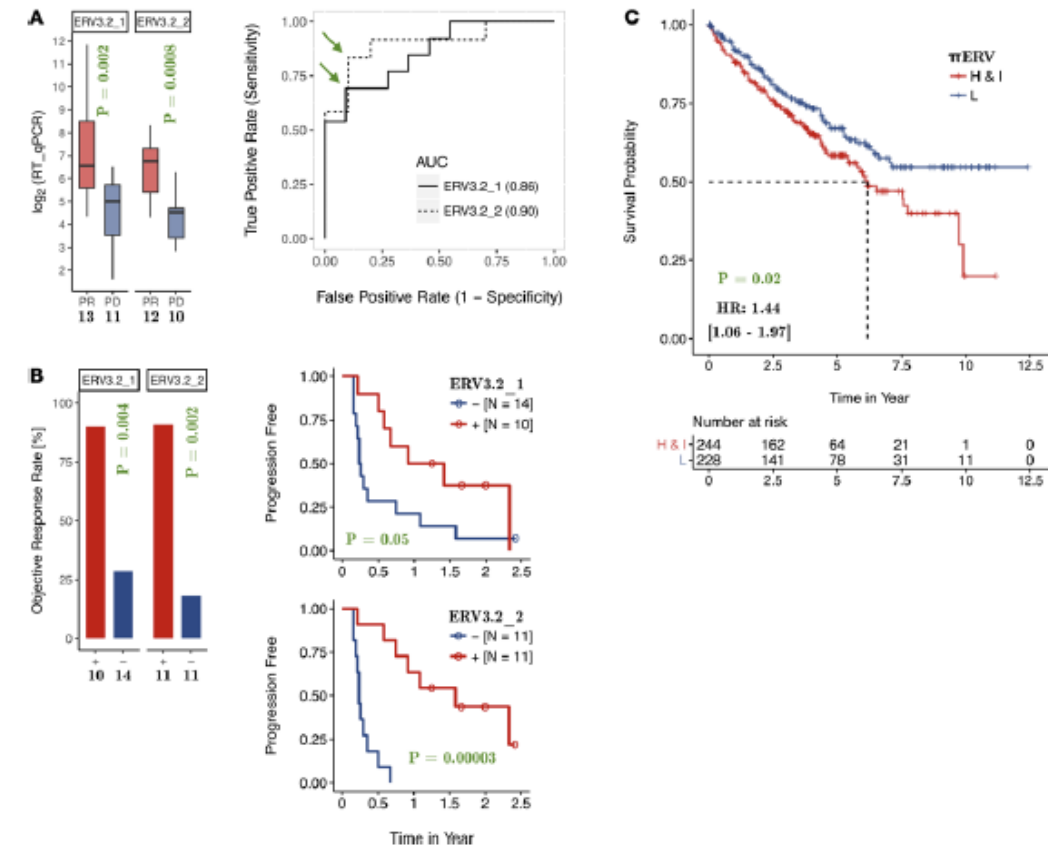 A
ERV3.2_1 ERV3.2_2
log2 (RT_qPCR)
12
11
10
9
8
7
6
5
4
3
2
P = 0.002
P = 0.0008
PR PD PR PD
13 11 12 10
True Positive Rate (Sensitivity)
1.00
0.75
0.50
0.25
0.00
AUC
ERV3.2_1 (0.86)
ERV3.2_2 (0.90)
0.00 0.25 0.50 0.75 1.00
False Positive Rate (1 - Specificity)
B
ERV3.2_1 ERV3.2_2
Objective Response Rate [%]
100
75
50
25
0
P = 0.004
P = 0.002
+ - + -
10 14 11 11
Progression Free
1.00
0.75
0.50
0.25
0.00
ERV3.2_1
- [N = 14]
+ [N = 10]
P = 0.05
0 0.5 1 1.5 2 2.5
Progression Free
1.00
0.75
0.50
0.25
0.00
ERV3.2_2
- [N = 11]
+ [N = 11]
P = 0.00003
0 0.5 1 1.5 2 2.5
Time in Year
C
Survival Probability
1.00
0.75
0.50
0.25
0.00
πERV
H & I
L
P = 0.02
HR: 1.44
[1.06 - 1.97]
0 2.5 5 7.5 10 12.5
Time in Year
Number at risk
H & I 244 162 64 21 1 0
L 228 141 78 31 11 0
0 2.5 5 7.5 10 12.5